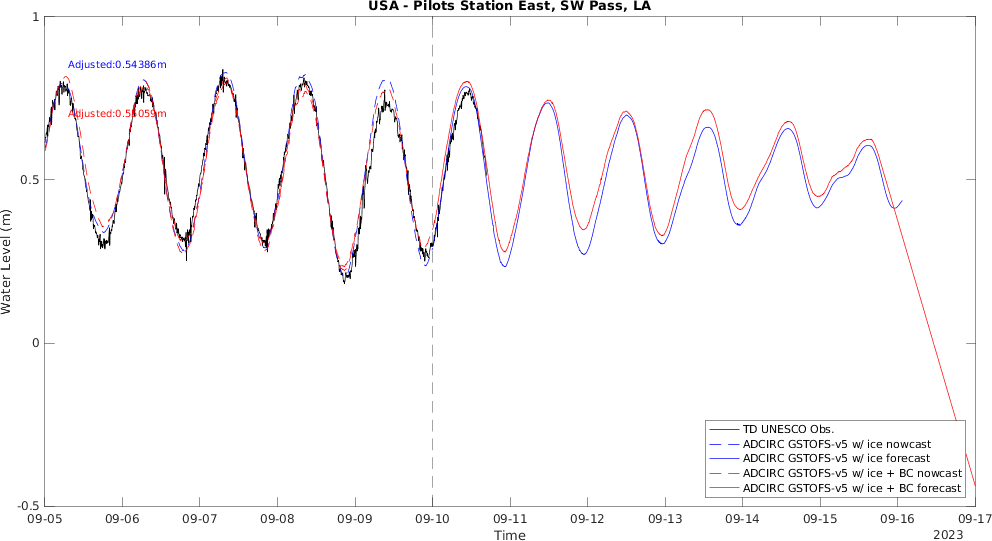 USA - Pilots Station East, SW Pass, LA
1
Adjusted:0.54386m
Adjusted:0.55059m
0.5
Water Level (m)
0
TD UNESCO Obs.
ADCIRC GSTOFS-v5 w/ ice nowcast
ADCIRC GSTOFS-v5 w/ ice forecast
ADCIRC GSTOFS-v5 w/ ice + BC nowcast
ADCIRC GSTOFS-v5 w/ ice + BC forecast
-0.5
09-05 09-06 09-07 09-08 09-09 09-10 09-11 09-12 09-13 09-14 09-15 09-16 09-17
Time
2023